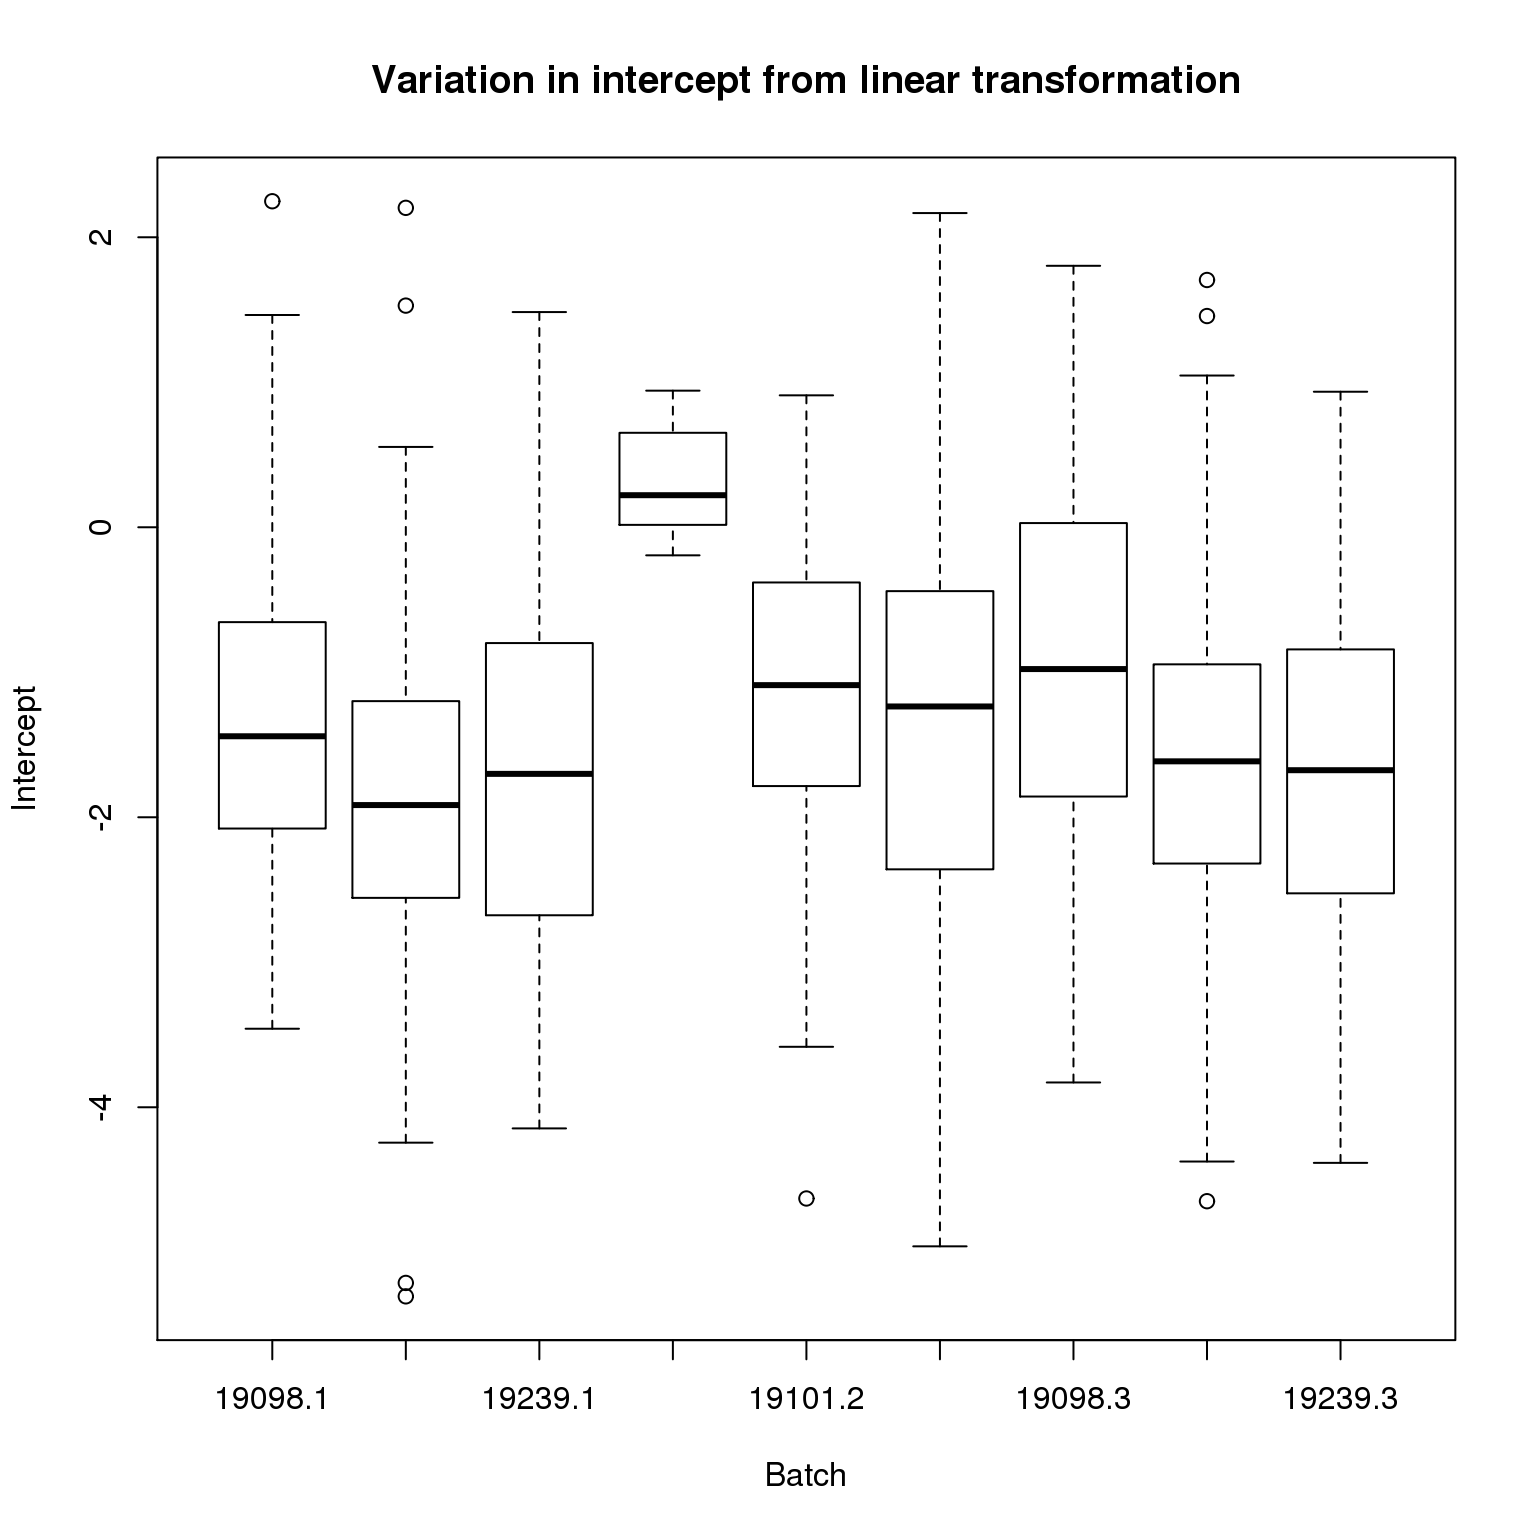 Variation in intercept from linear transformation
Intercept
2
0
-2
-4
19098.1 19239.1 19101.2 19098.3 19239.3
Batch